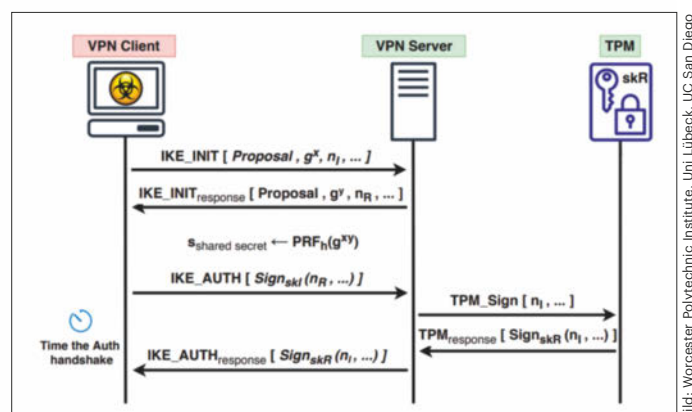 VPN Client
VPN Server
TPM
skR
IKE_INIT [ Proposal , g^x, n_I , ... ]
IKE_INIT_response [ Proposal , g^y, n_R , ... ]
s_shared secret ← PRF_h(g^xy)
IKE_AUTH [ Sign_skI (n_R , ...) ]
TPM_Sign [ n_I , ... ]
Time the Auth
handshake
TPM_response [ Sign_skR (n_I , ...) ]
IKE_AUTH_response [ Sign_skR (n_I , ...) ]
Worcester Polytechnic Institute, Uni Lübeck, UC San Diego